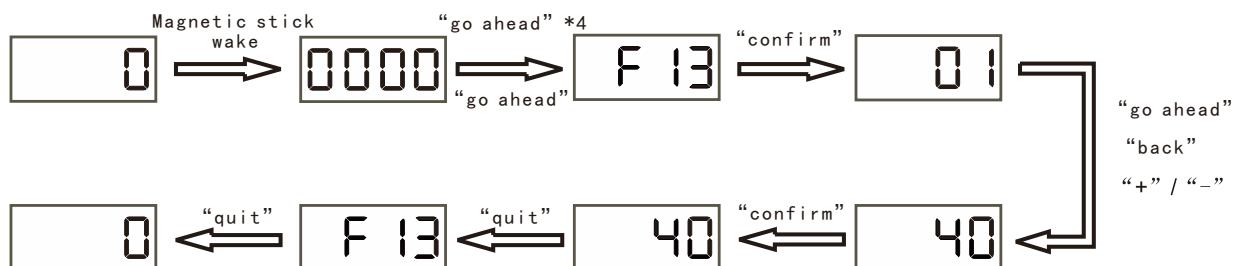 Magnetic stick
wake
“go ahead” *4
“confirm”
0
0000
“go ahead”
F 13
01
“go ahead”
“back”
“+” / “-”
“quit”
“quit”
“confirm”
0
F 13
40
40